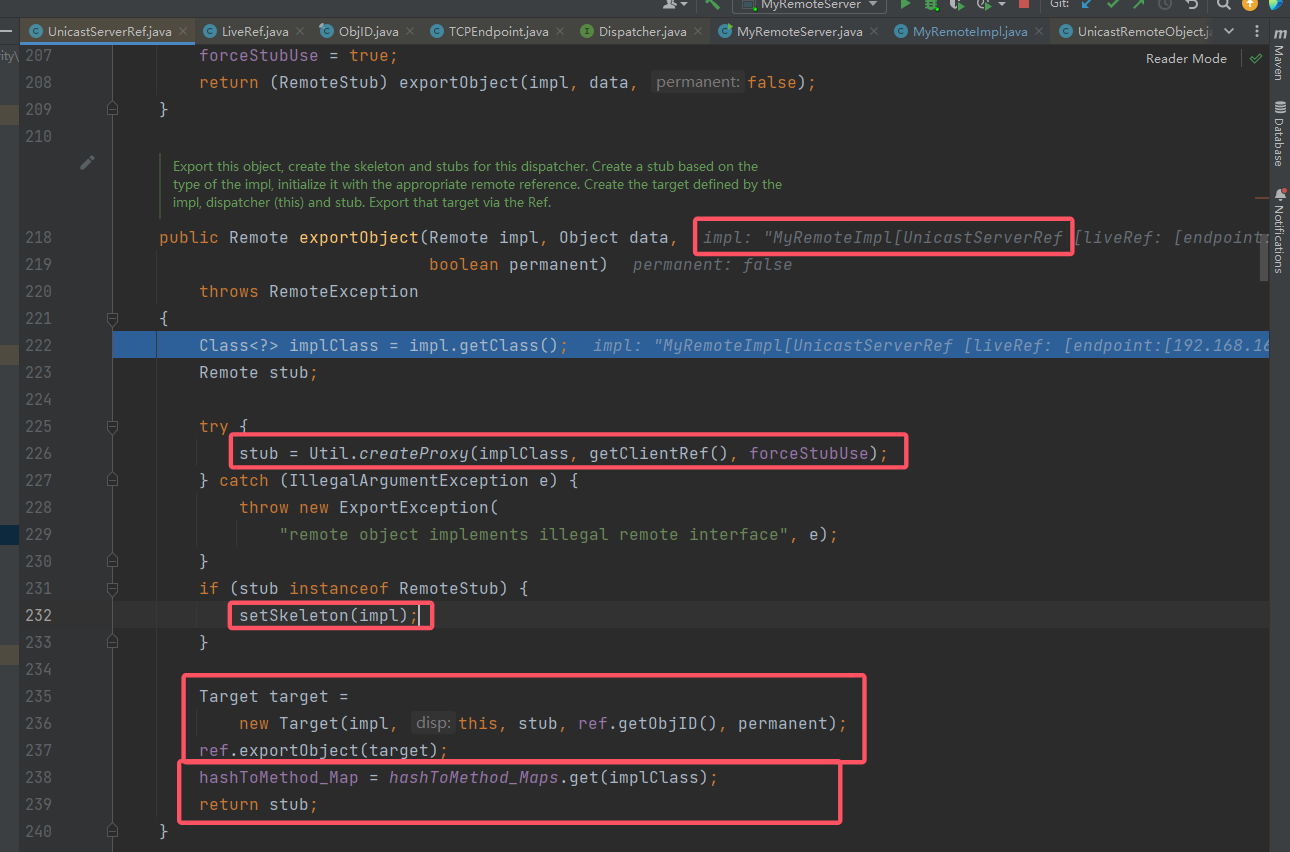 MyRemoteServer
Git:
UnicastServerRef.java
LiveRef.java
ObjID.java
TCPEndpoint.java
Dispatcher.java
MyRemoteServer.java
MyRemoteImpl.java
UnicastRemoteObject.j
Reader Mode
m
Maven
Database
Notifications
207 forceStubUse = true;
208 return (RemoteStub) exportObject(impl, data, permanent: false);
209 }
210
Export this object, create the skeleton and stubs for this dispatcher. Create a stub based on the
type of the impl, initialize it with the appropriate remote reference. Create the target defined by the
impl, dispatcher (this) and stub. Export that target via the Ref.
218 public Remote exportObject(Remote impl, Object data, impl: "MyRemoteImpl[UnicastServerRef [liveRef: [endpoint:
219 boolean permanent) permanent: false
220 throws RemoteException
221 {
222 Class<?> implClass = impl.getClass(); impl: "MyRemoteImpl[UnicastServerRef [liveRef: [endpoint:[192.168.16
223 Remote stub;
224
225 try {
226 stub = Util.createProxy(implClass, getClientRef(), forceStubUse);
227 } catch (IllegalArgumentException e) {
228 throw new ExportException(
229 "remote object implements illegal remote interface", e);
230 }
231 if (stub instanceof RemoteStub) {
232 setSkeleton(impl);
233 }
234
235 Target target =
236 new Target(impl, disp: this, stub, ref.getObjID(), permanent);
237 ref.exportObject(target);
238 hashToMethod_Map = hashToMethod_Maps.get(implClass);
239 return stub;
240 }